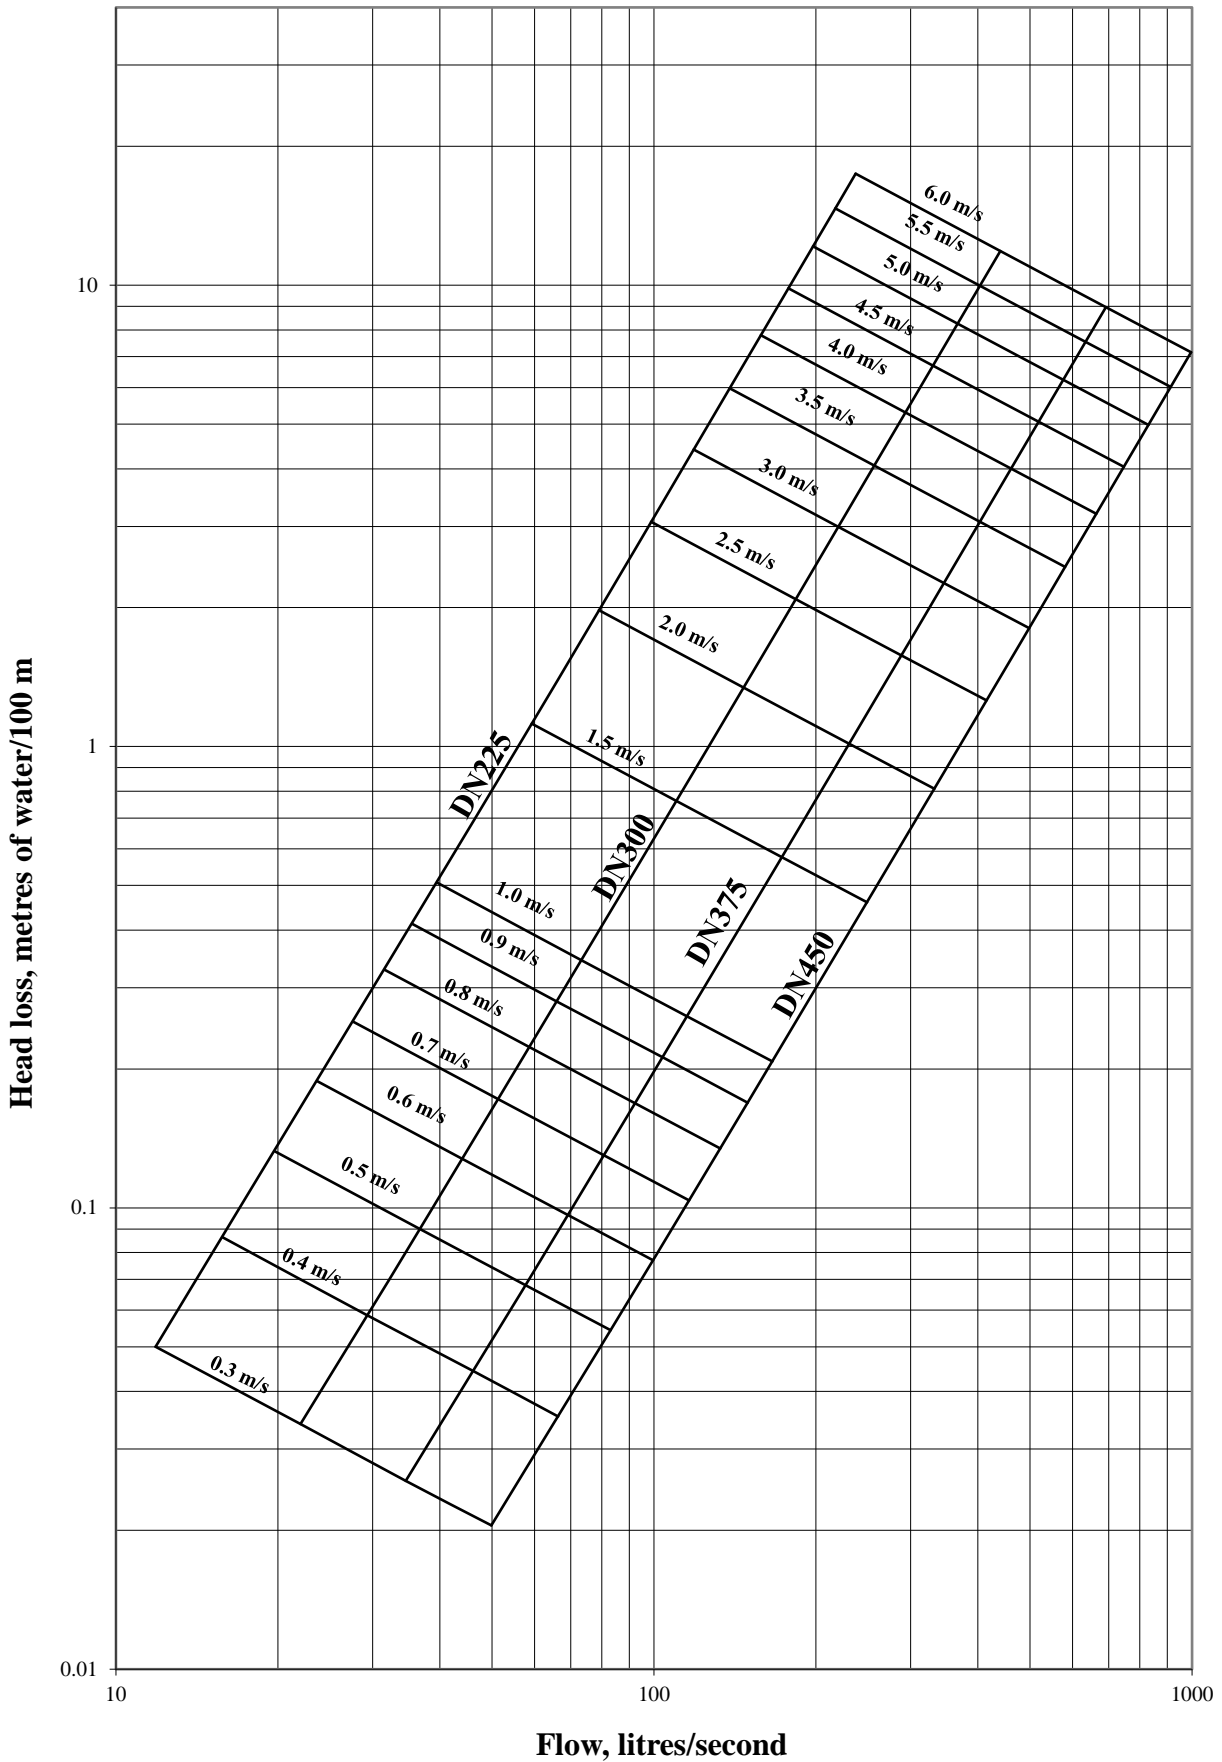 6.0 m/s
5.5 m/s
5.0 m/s
10
4.5 m/s
4.0 m/s
3.5 m/s
3.0 m/s
2.5 m/s
2.0 m/s
1.5 m/s
1
DN225
DN300
1.0 m/s
DN375
0.9 m/s
DN450
0.8 m/s
0.7 m/s
0.6 m/s
0.5 m/s
0.1
0.4 m/s
0.3 m/s
0.01
10
100
1000
Head loss, metres of water/100 m
Flow, litres/second